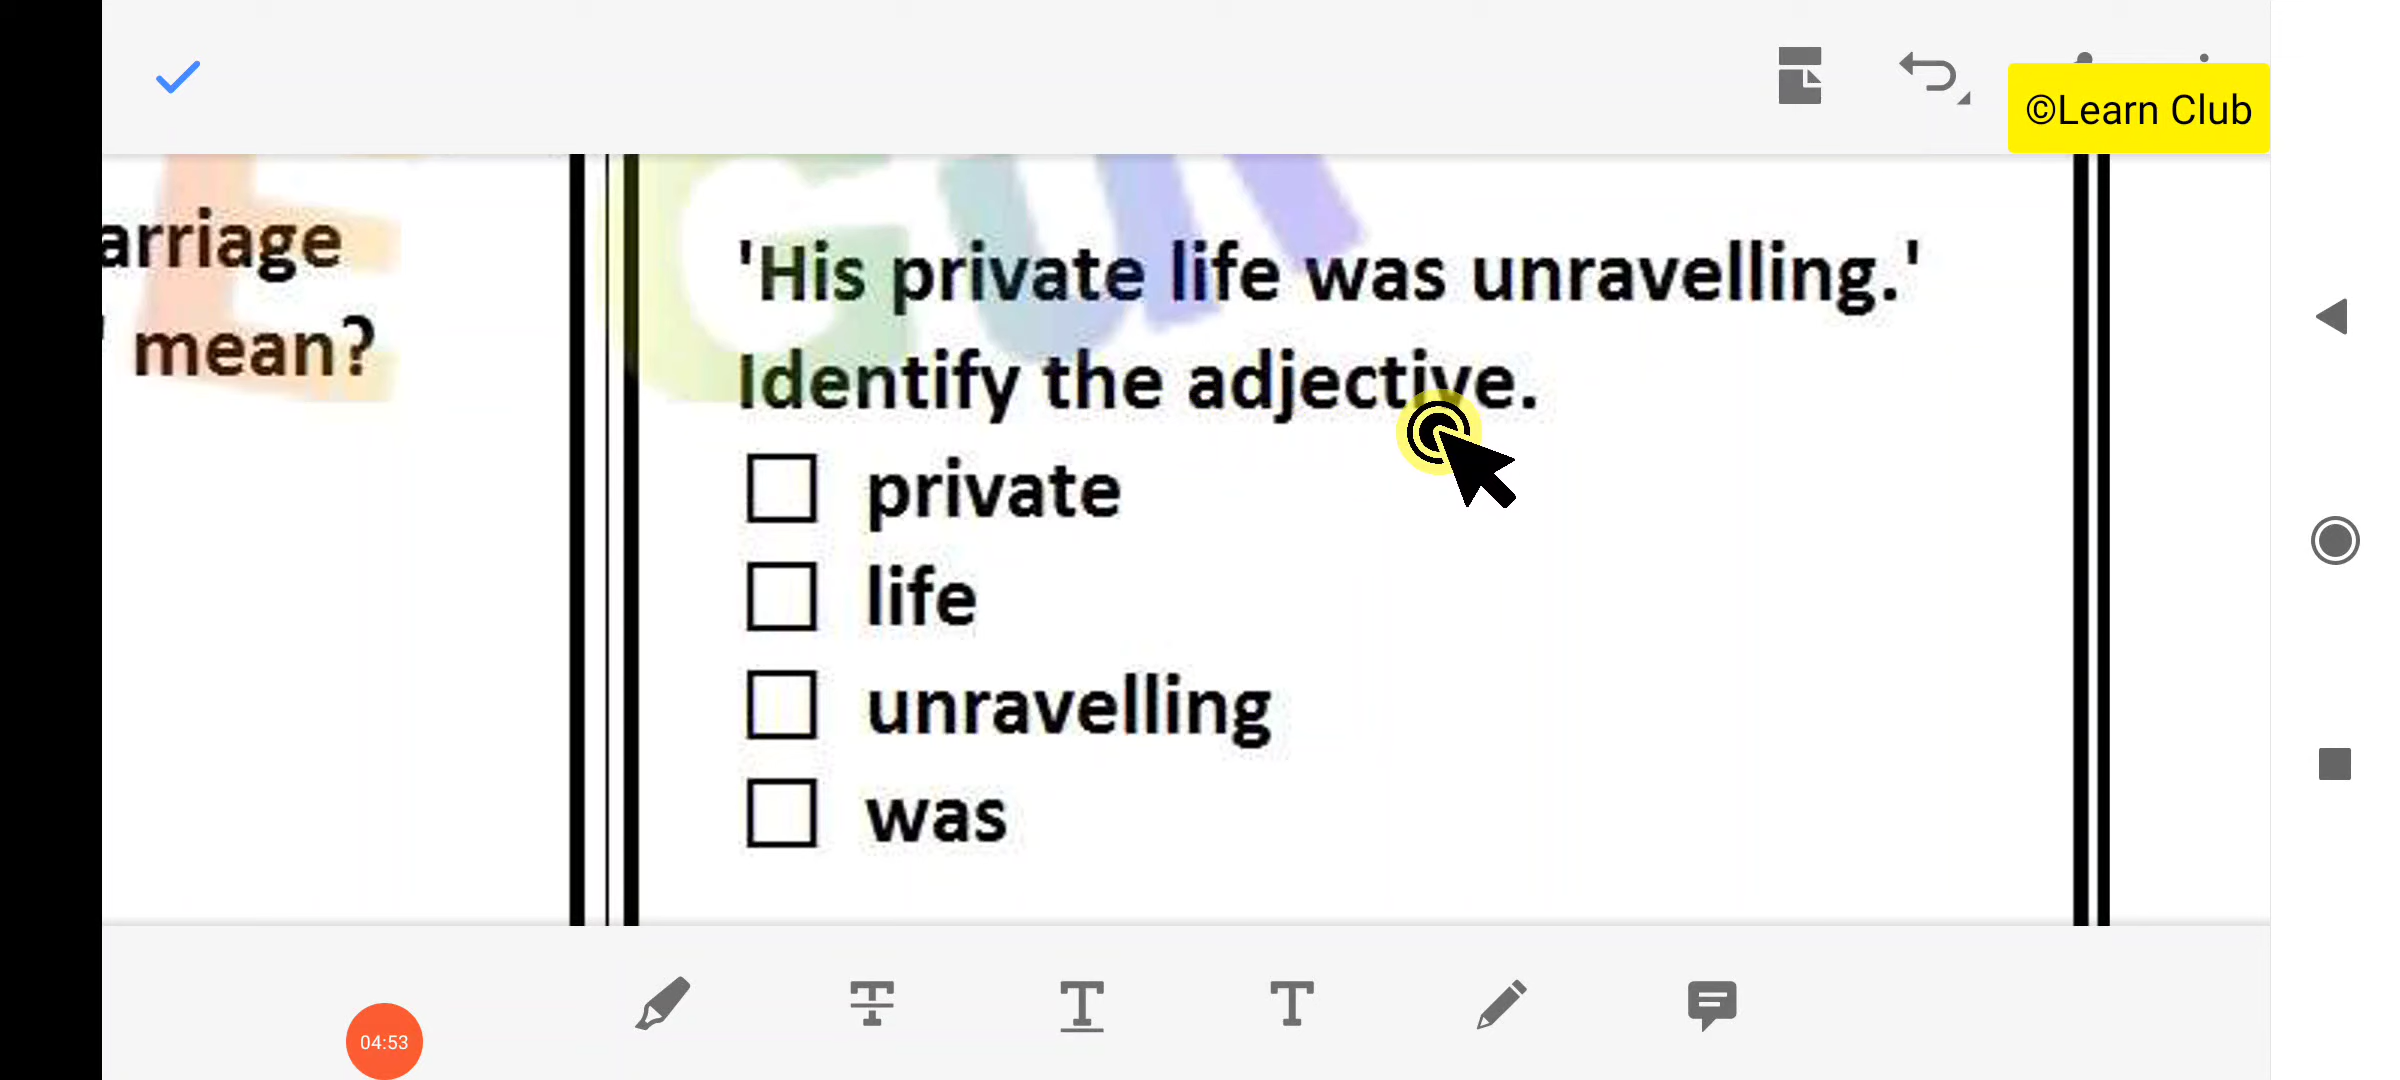 ©Learn Club
arriage
' mean?
'His private life was unravelling.'
Identify the adjective.
private
life
unravelling
was
04:53